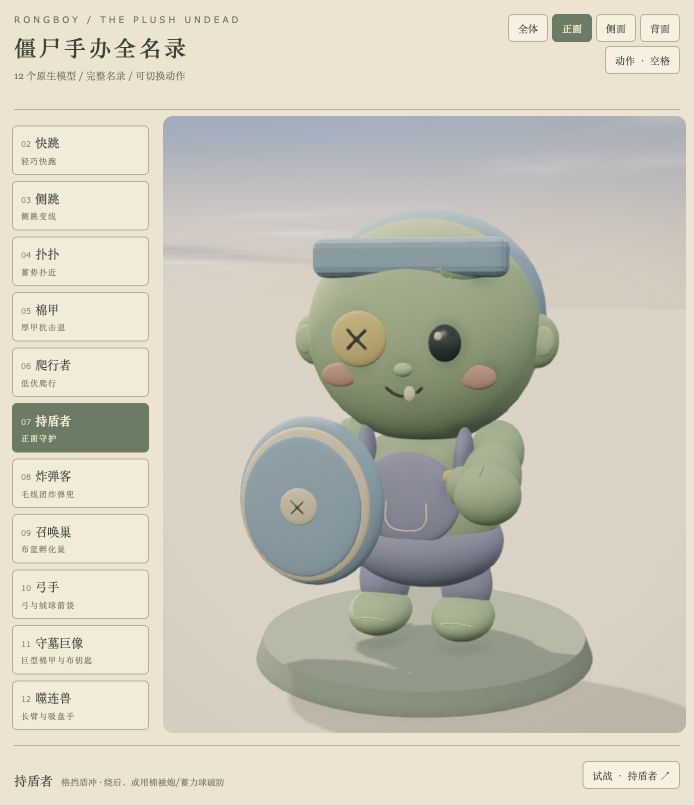 RONGBOY / THE PLUSH UNDEAD
僵尸手办全名录
12 个原生模型 / 完整名录 / 可切换动作
全体
正面
侧面
背面
动作 · 空格
02 快跳
轻巧快跑
03 侧跳
侧跳变线
04 扑扑
蓄势扑近
05 棉甲
厚甲抗击退
06 爬行者
低伏爬行
07 持盾者
正面守护
08 炸弹客
毛线团炸弹兜
09 召唤巢
布篮孵化巢
10 弓手
弓与绒球箭袋
11 守墓巨像
巨型棉甲与布钥匙
12 噬连兽
长臂与吸盘手
持盾者 格挡盾冲 · 绕后、或用棉被炮/蓄力球破防
试战 · 持盾者 ↗